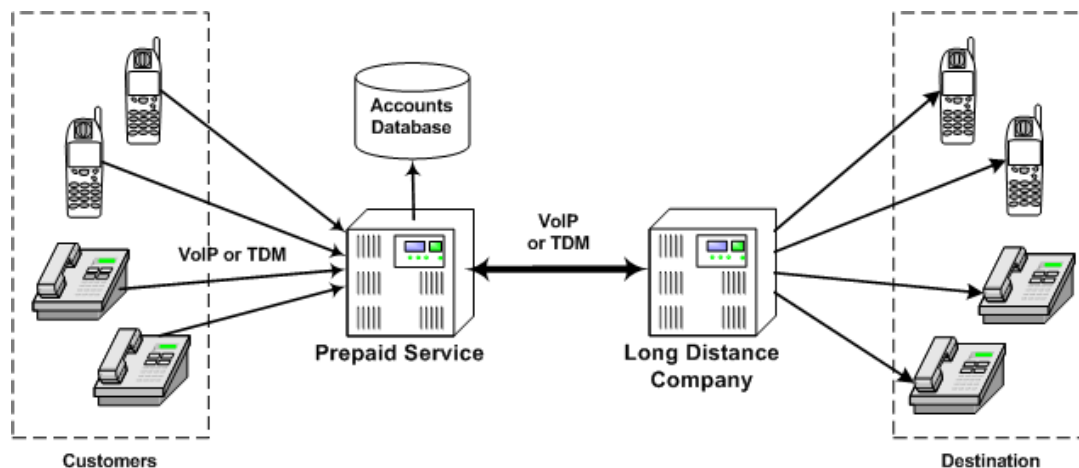 Accounts
Database
VoIP or TDM
VoIP
or TDM
Prepaid Service
Long Distance
Company
Customers
Destination